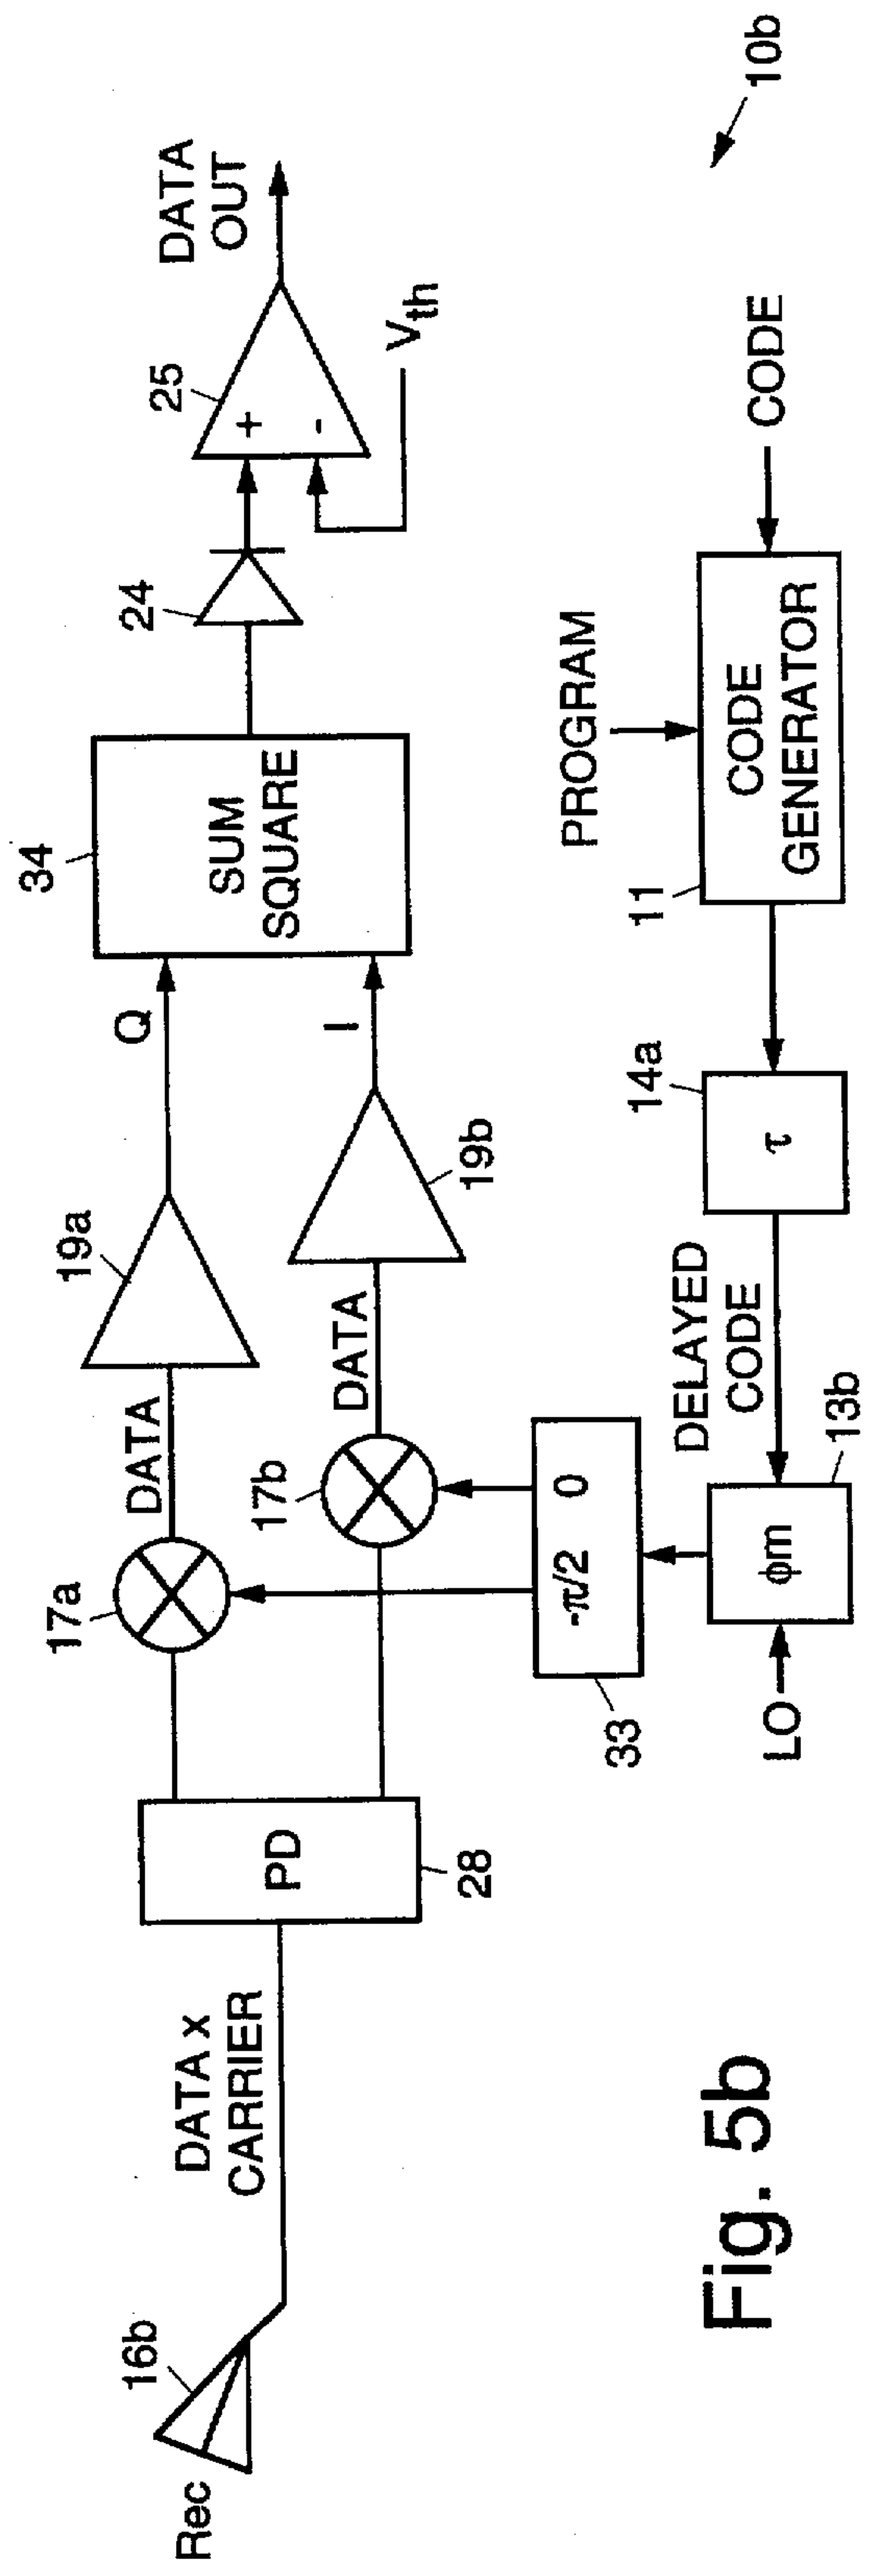 Rec
16b
DATA x
CARRIER
PD
28
17a
DATA
19a
Q
34
SUM
SQUARE
24
25
+
-
DATA
OUT
Vth
17b
DATA
19b
I
33
-π/2 0
LO
ϕm
13b
DELAYED
CODE
τ
14a
11
CODE
GENERATOR
PROGRAM
CODE
10b
Fig. 5b